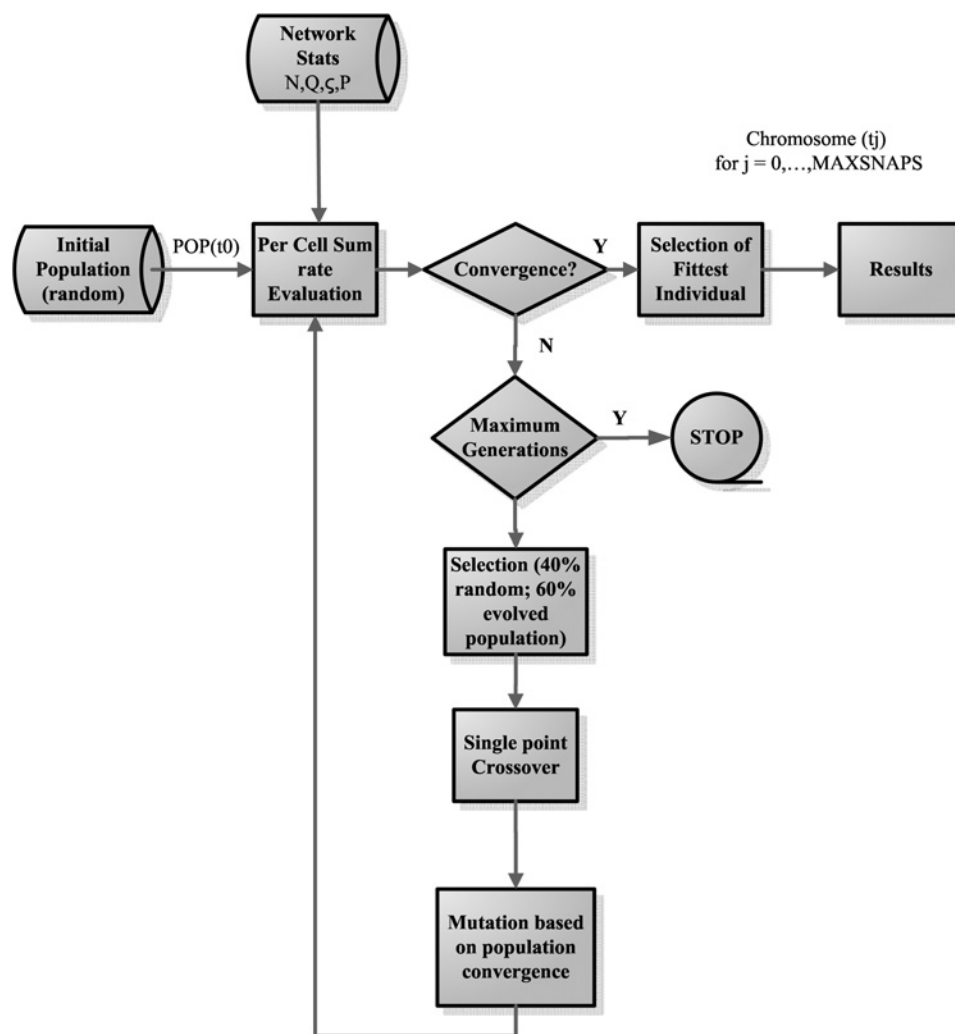 Network
Stats
N,Q,ς,P
Chromosome (tj)
for j = 0,…,MAXSNAPS
Initial
Population
(random)
POP(t0)
Per Cell Sum
rate
Evaluation
Convergence?
Y
Selection of
Fittest
Individual
Results
N
Maximum
Generations
Y
STOP
Selection (40%
random; 60%
evolved
population)
Single point
Crossover
Mutation based
on population
convergence